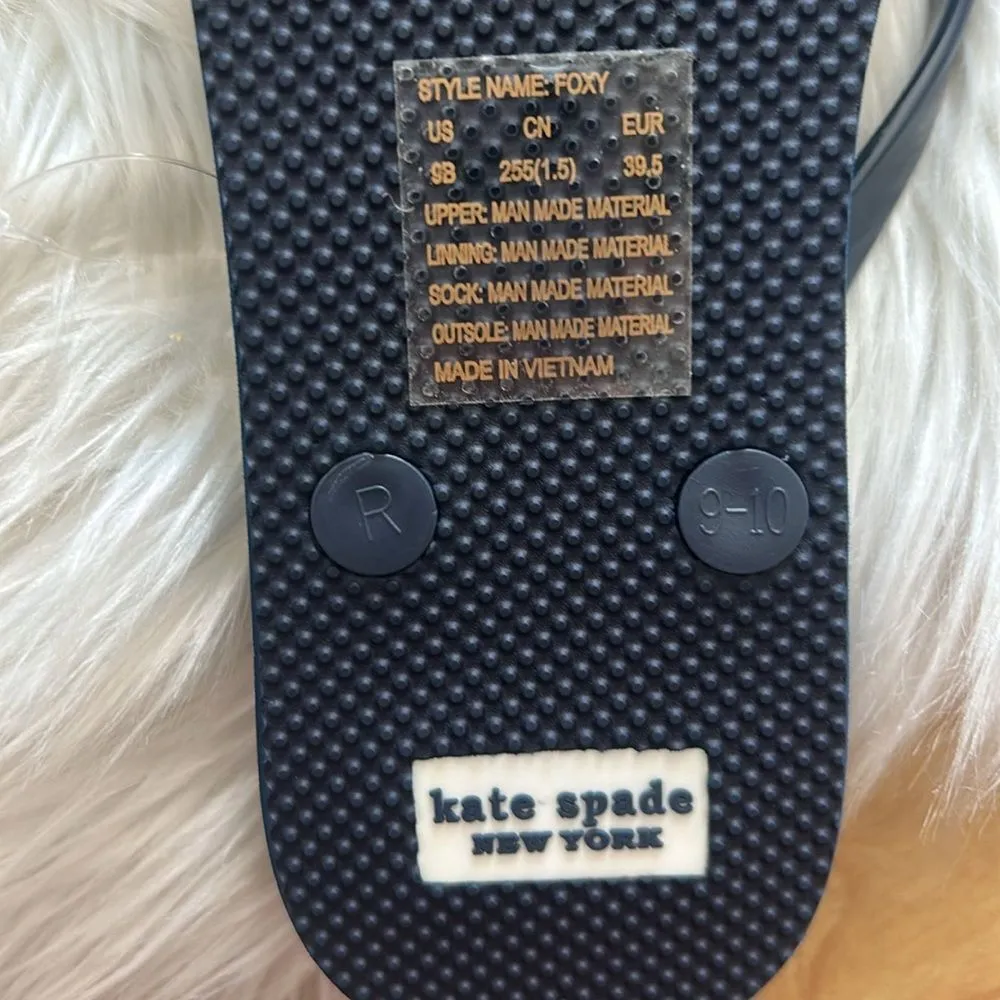 STYLE NAME: FOXY
US CN EUR
9B 255(1.5) 39.5
UPPER: MAN MADE MATERIAL
LINNING: MAN MADE MATERIAL
SOCK: MAN MADE MATERIAL
OUTSOLE: MAN MADE MATERIAL
MADE IN VIETNAM
R 9-10
kate spade
NEW YORK